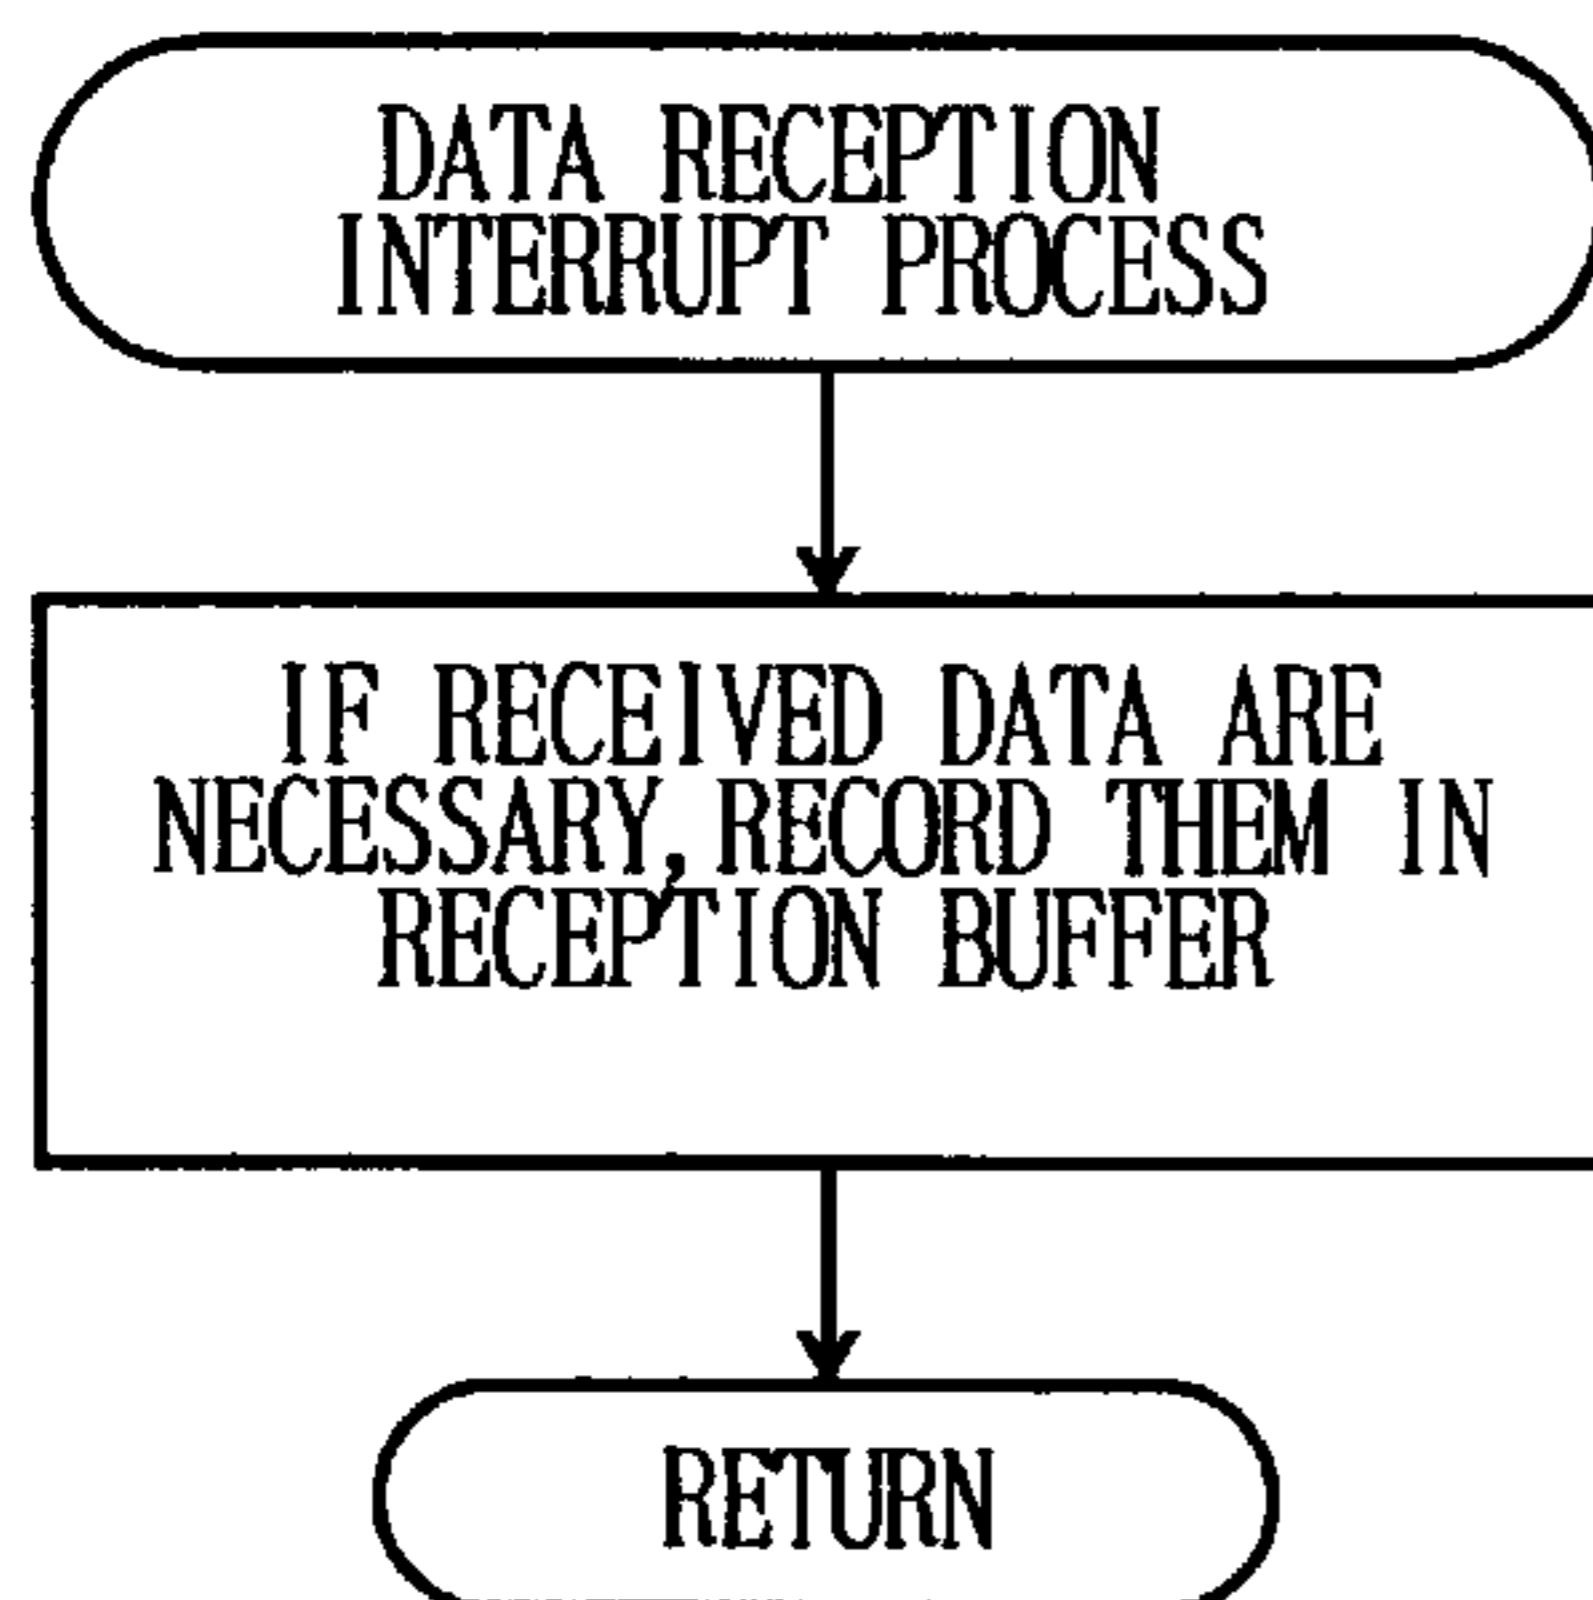 DATA RECEPTION
INTERRUPT PROCESS
IF RECEIVED DATA ARE
NECESSARY, RECORD THEM IN
RECEPTION BUFFER
RETURN